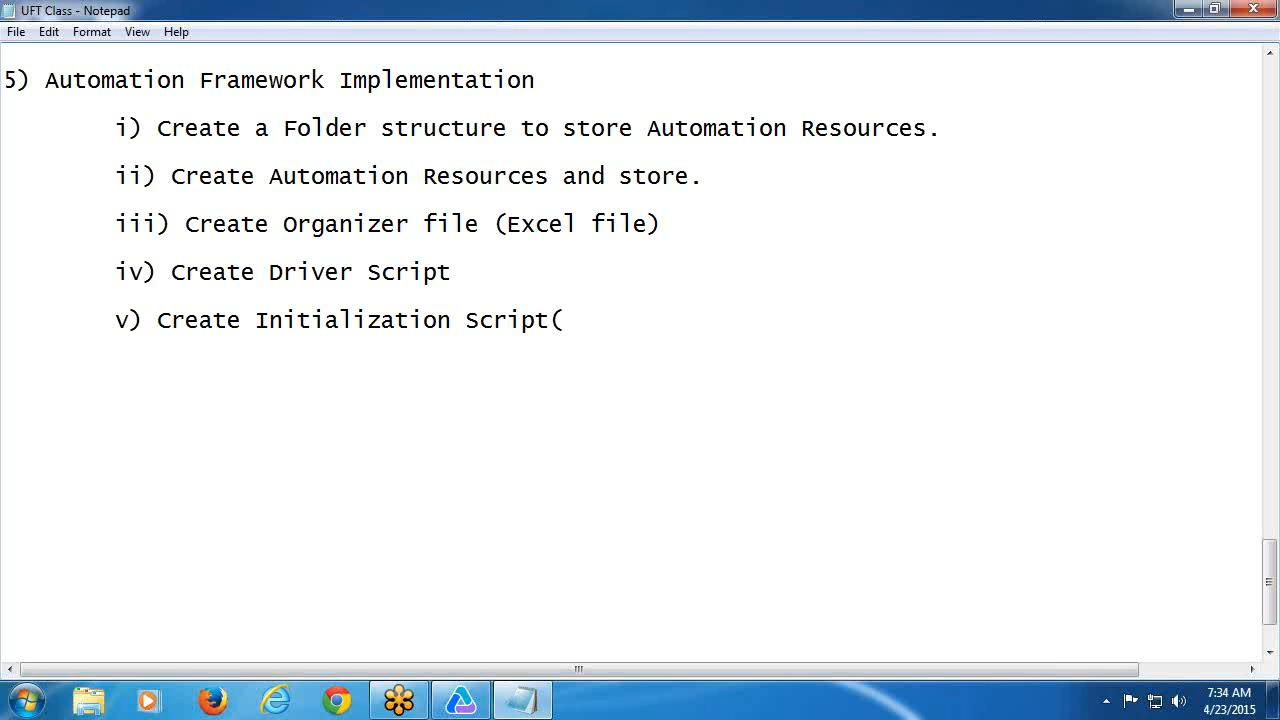 UFT Class - Notepad
File Edit Format View Help
5) Automation Framework Implementation
i) Create a Folder structure to store Automation Resources.
ii) Create Automation Resources and store.
iii) Create Organizer file (Excel file)
iv) Create Driver Script
v) Create Initialization Script(
7:34 AM
4/23/2015